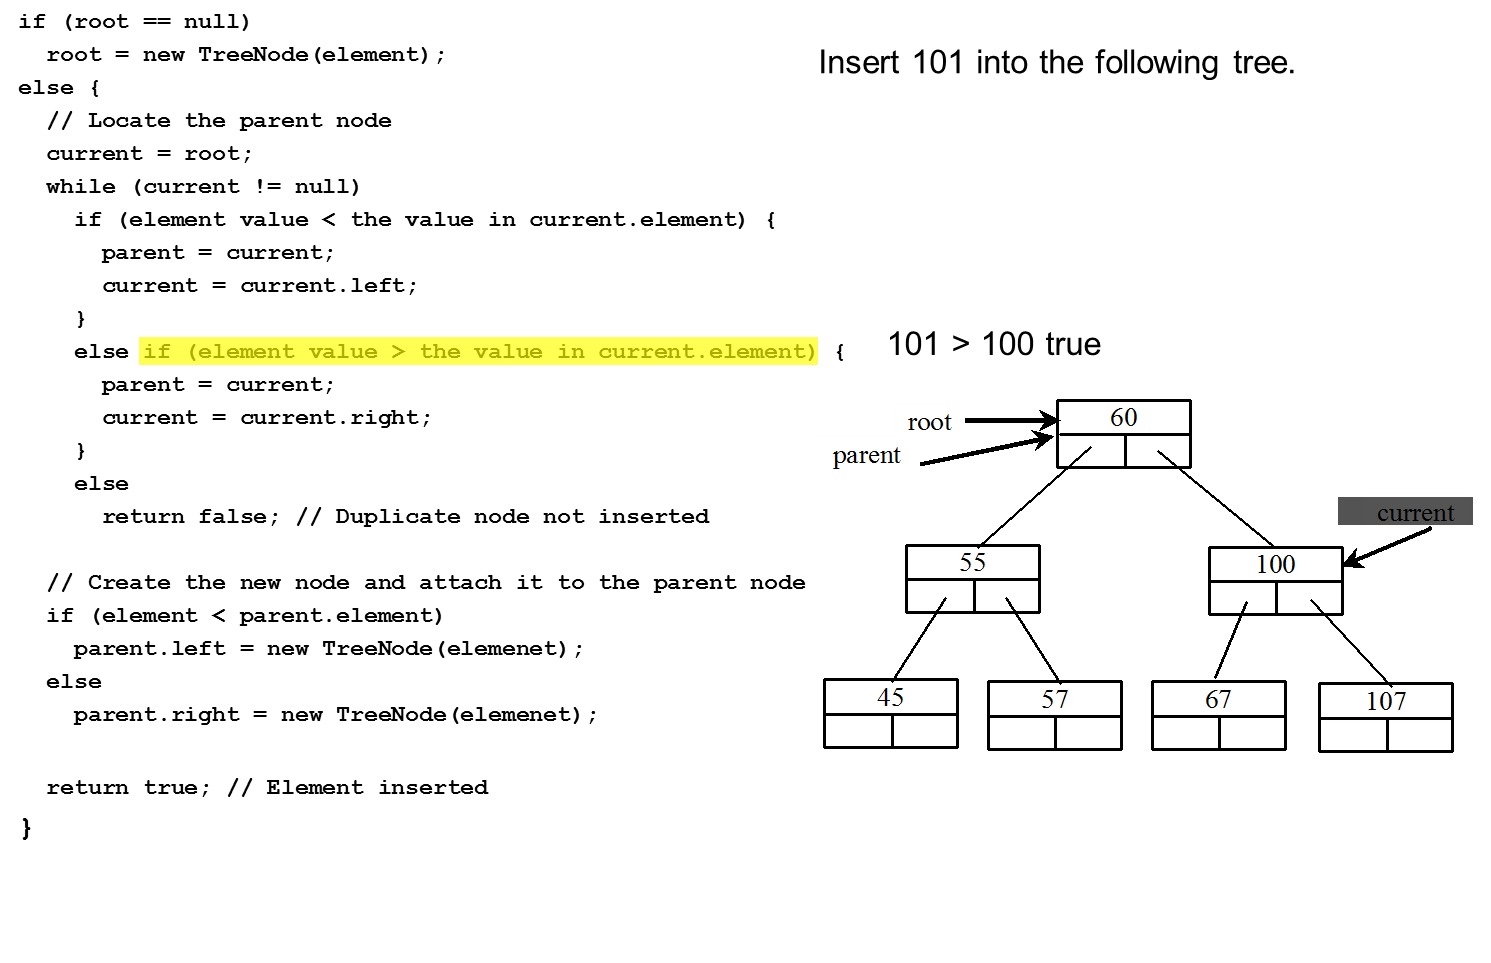 if (root == null)
root = new TreeNode(element);
else {
// Locate the parent node
current = root;
while (current != null)
if (element value < the value in current.element) {
parent = current;
current = current.left;
}
else if (element value > the value in current.element) {
parent = current;
current = current.right;
}
else
return false; // Duplicate node not inserted
// Create the new node and attach it to the parent node
if (element < parent.element)
parent.left = new TreeNode(elemenet);
else
parent.right = new TreeNode(elemenet);
return true; // Element inserted
}
Insert 101 into the following tree.
101 > 100 true
root
60
parent
current
55
100
45
57
67
107